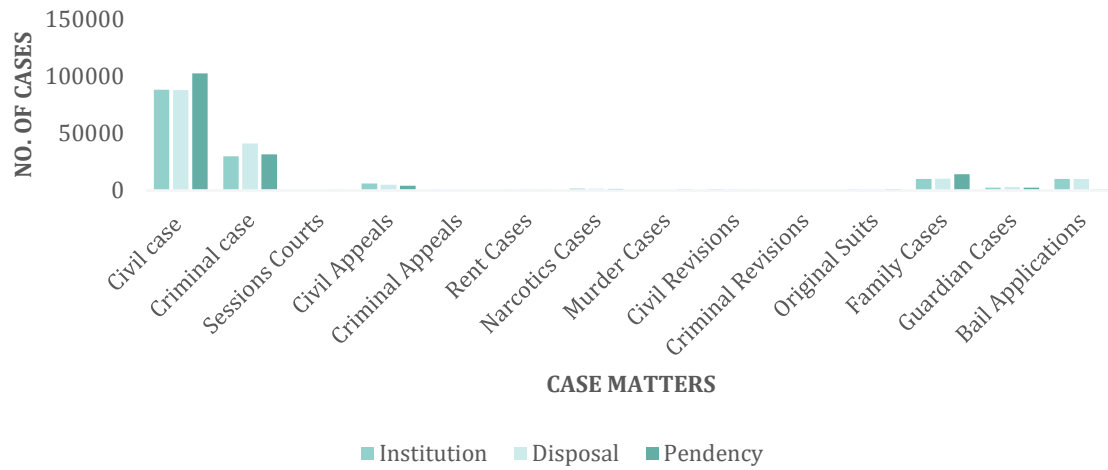 150000
100000
50000
0
NO. OF CASES
Civil case
Criminal case
Sessions Courts
Civil Appeals
Criminal Appeals
Rent Cases
Narcotics Cases
Murder Cases
Civil Revisions
Criminal Revisions
Original Suits
Family Cases
Guardian Cases
Bail Applications
CASE MATTERS
Institution Disposal Pendency